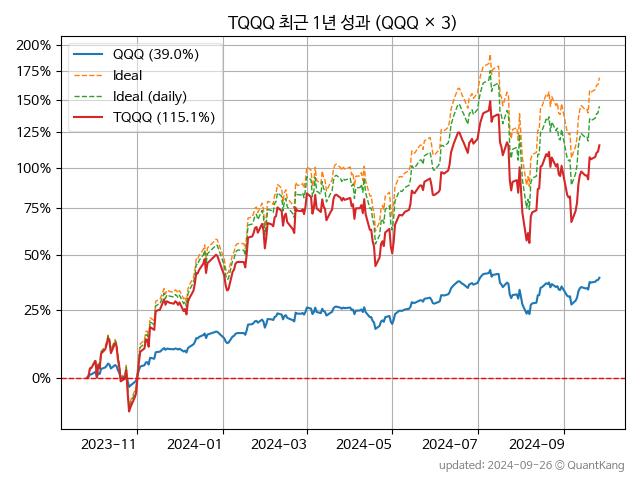 TQQQ 최근 1년 성과 (QQQ × 3)
200%
175%
150%
125%
100%
75%
50%
25%
0%
QQQ (39.0%)
Ideal
Ideal (daily)
TQQQ (115.1%)
2023-11
2024-01
2024-03
2024-05
2024-07
2024-09
updated: 2024-09-26 © QuantKang